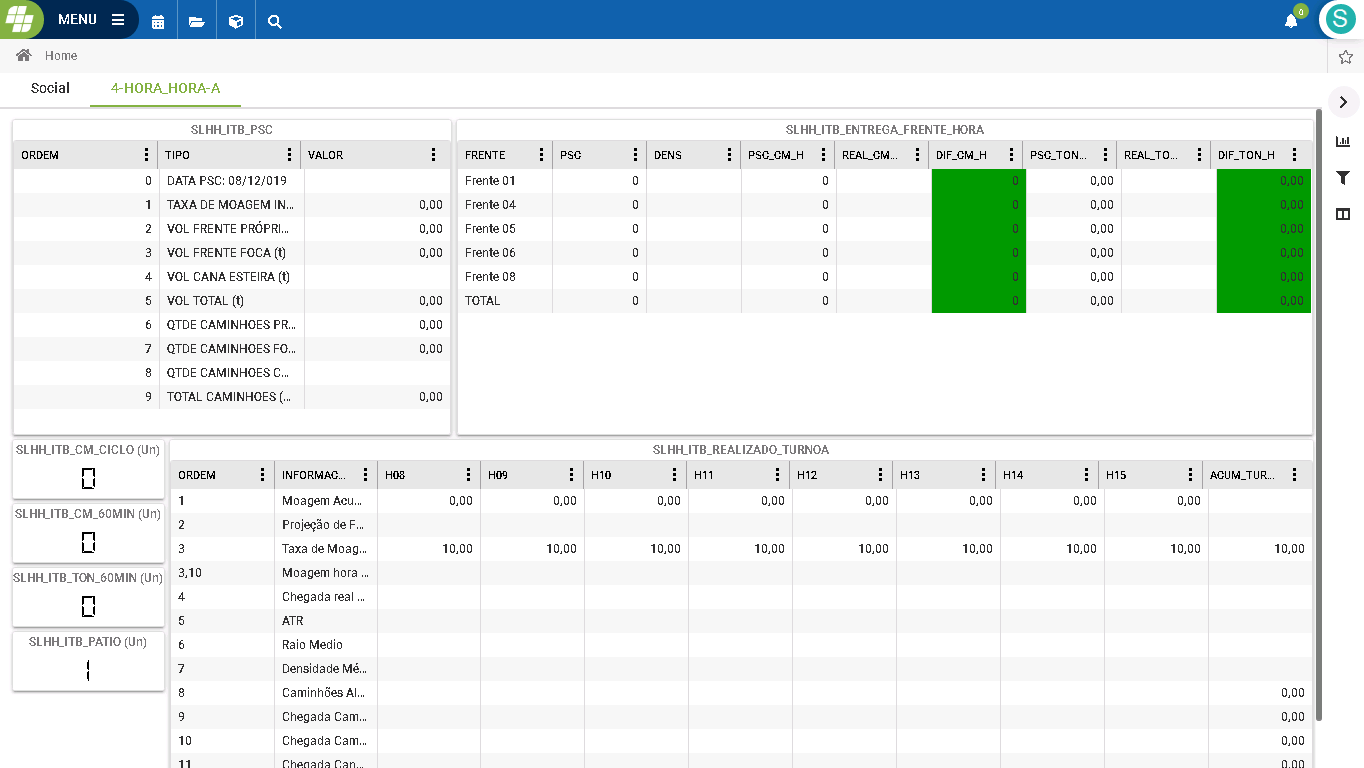 MENU
0
S
Home
Social 4-HORA_HORA-A
SLHH_ITB_PSC
ORDEM TIPO VALOR
0 DATA PSC: 08/12/019
1 TAXA DE MOAGEM IN... 0,00
2 VOL FRENTE PRÓPRI... 0,00
3 VOL FRENTE FOCA (t) 0,00
4 VOL CANA ESTEIRA (t)
5 VOL TOTAL (t) 0,00
6 QTDE CAMINHOES PR... 0,00
7 QTDE CAMINHOES FO... 0,00
8 QTDE CAMINHOES C...
9 TOTAL CAMINHOES (... 0,00
SLHH_ITB_ENTREGA_FRENTE_HORA
FRENTE PSC DENS PSC_CM_H REAL_CM... DIF_CM_H PSC_TON... REAL_TO... DIF_TON_H
Frente 01 0 0 0 0,00 0,00
Frente 04 0 0 0 0,00 0,00
Frente 05 0 0 0 0,00 0,00
Frente 06 0 0 0 0,00 0,00
Frente 08 0 0 0 0,00 0,00
TOTAL 0 0 0 0,00 0,00
SLHH_ITB_CM_CICLO (Un)
0
SLHH_ITB_CM_60MIN (Un)
0
SLHH_ITB_TON_60MIN (Un)
0
SLHH_ITB_PATIO (Un)
1
SLHH_ITB_REALIZADO_TURNOA
ORDEM INFORMAC... H08 H09 H10 H11 H12 H13 H14 H15 ACUM_TUR...
1 Moagem Acu... 0,00 0,00 0,00 0,00 0,00 0,00 0,00 0,00
2 Projeção de F...
3 Taxa de Moag... 10,00 10,00 10,00 10,00 10,00 10,00 10,00 10,00 10,00
3,10 Moagem hora ...
4 Chegada real ...
5 ATR
6 Raio Medio
7 Densidade Mé...
8 Caminhões Al... 0,00
9 Chegada Cam... 0,00
10 Chegada Cam... 0,00
11 Chegada Can... 0,00